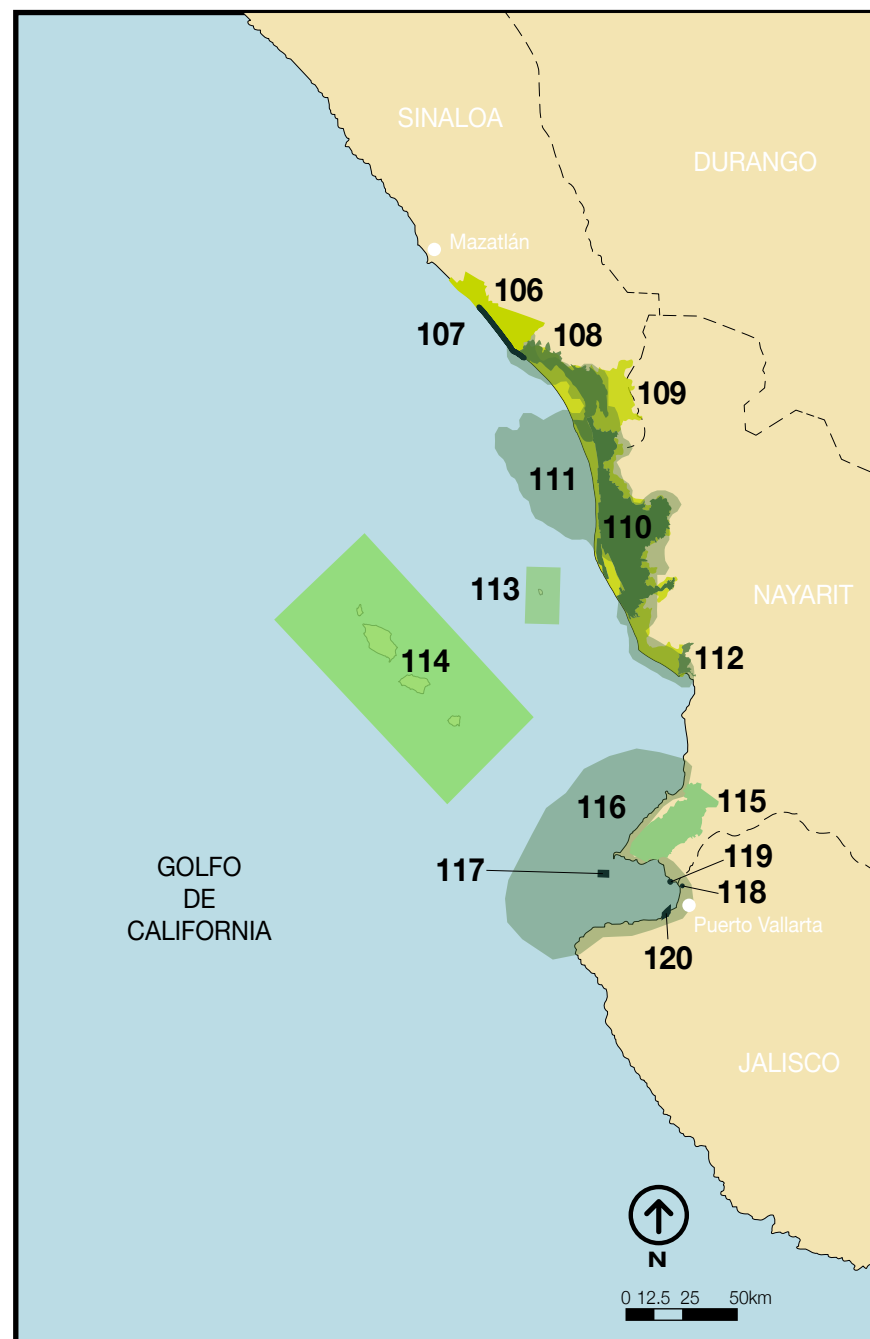 SINALOA
DURANGO
Mazatlán
106
107
108
109
111
110
113
NAYARIT
114
112
116
115
117
119
118
GOLFO
DE
CALIFORNIA
Puerto Vallarta
120
JALISCO
N
0 12.5 25 50km